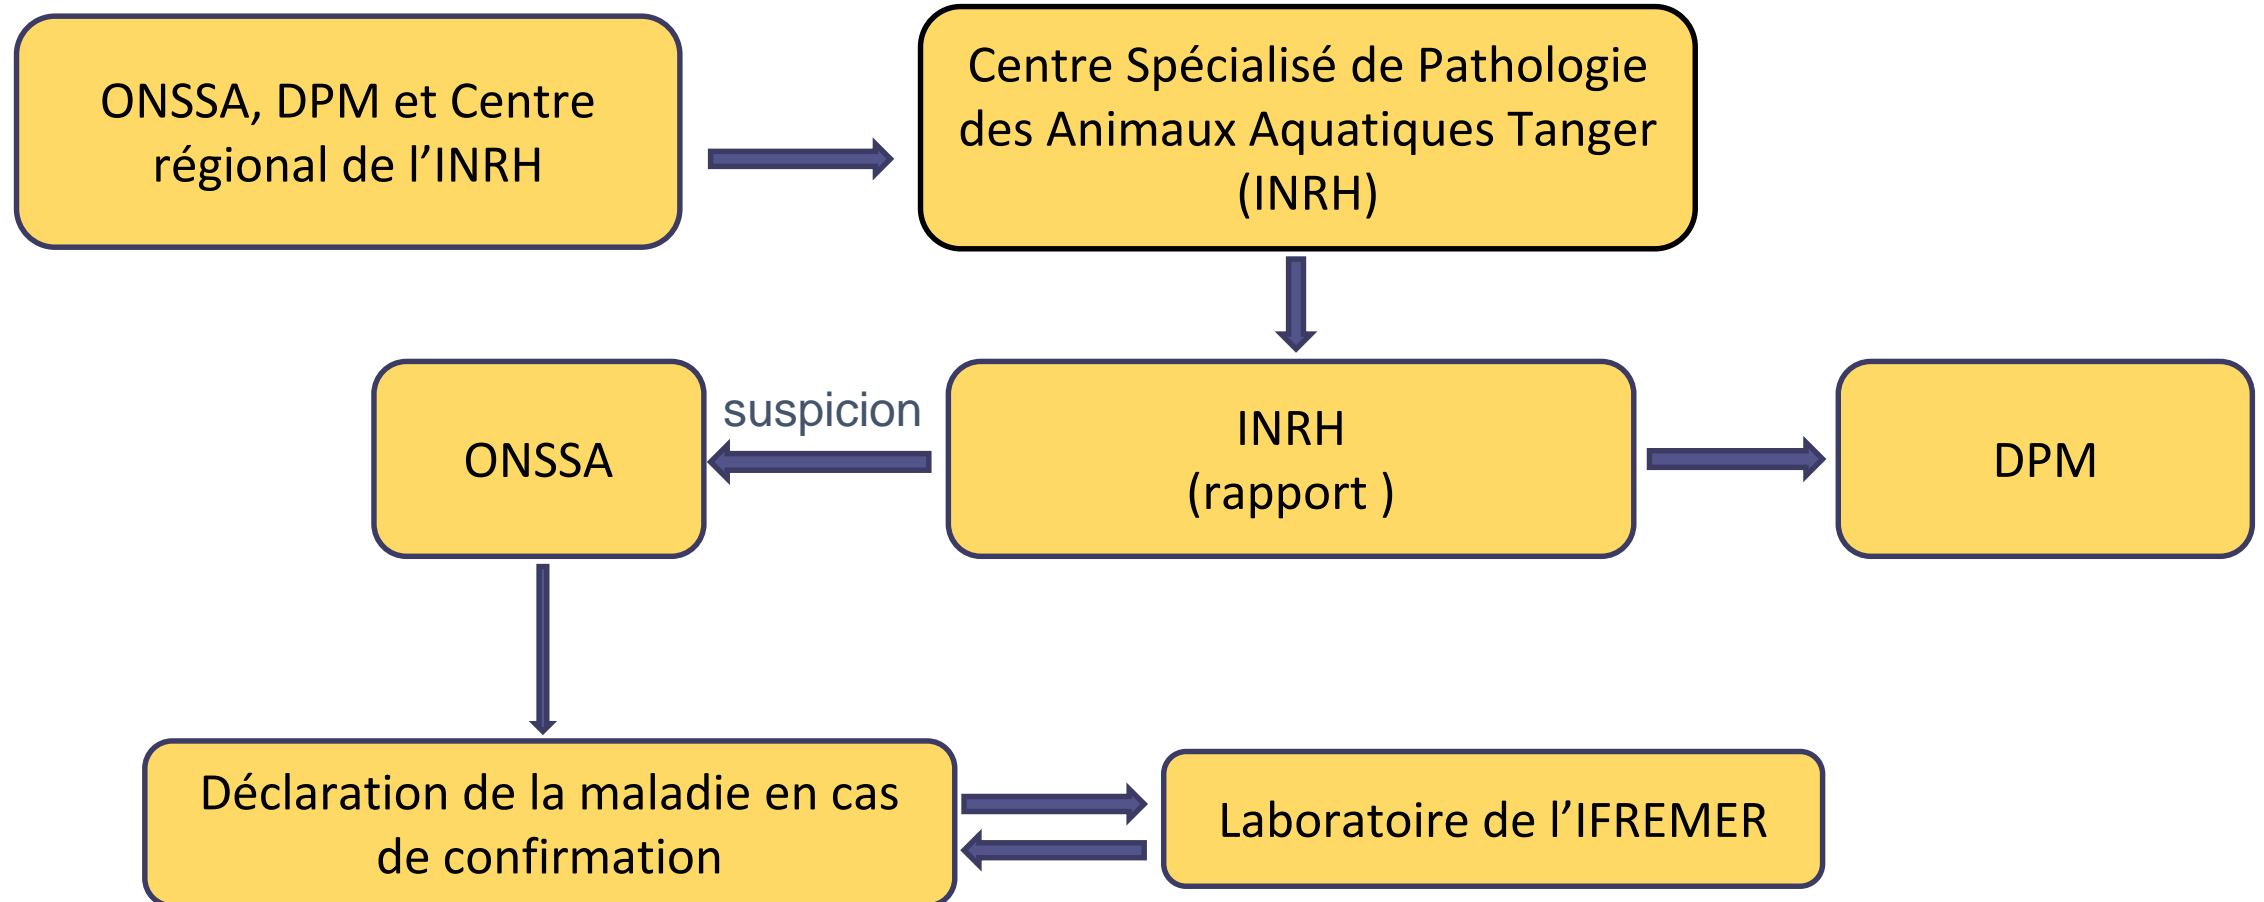 ONSSA, DPM et Centre
régional de l’INRH
Centre Spécialisé de Pathologie
des Animaux Aquatiques Tanger
(INRH)
ONSSA
suspicion
INRH
(rapport )
DPM
Déclaration de la maladie en cas
de confirmation
Laboratoire de l’IFREMER